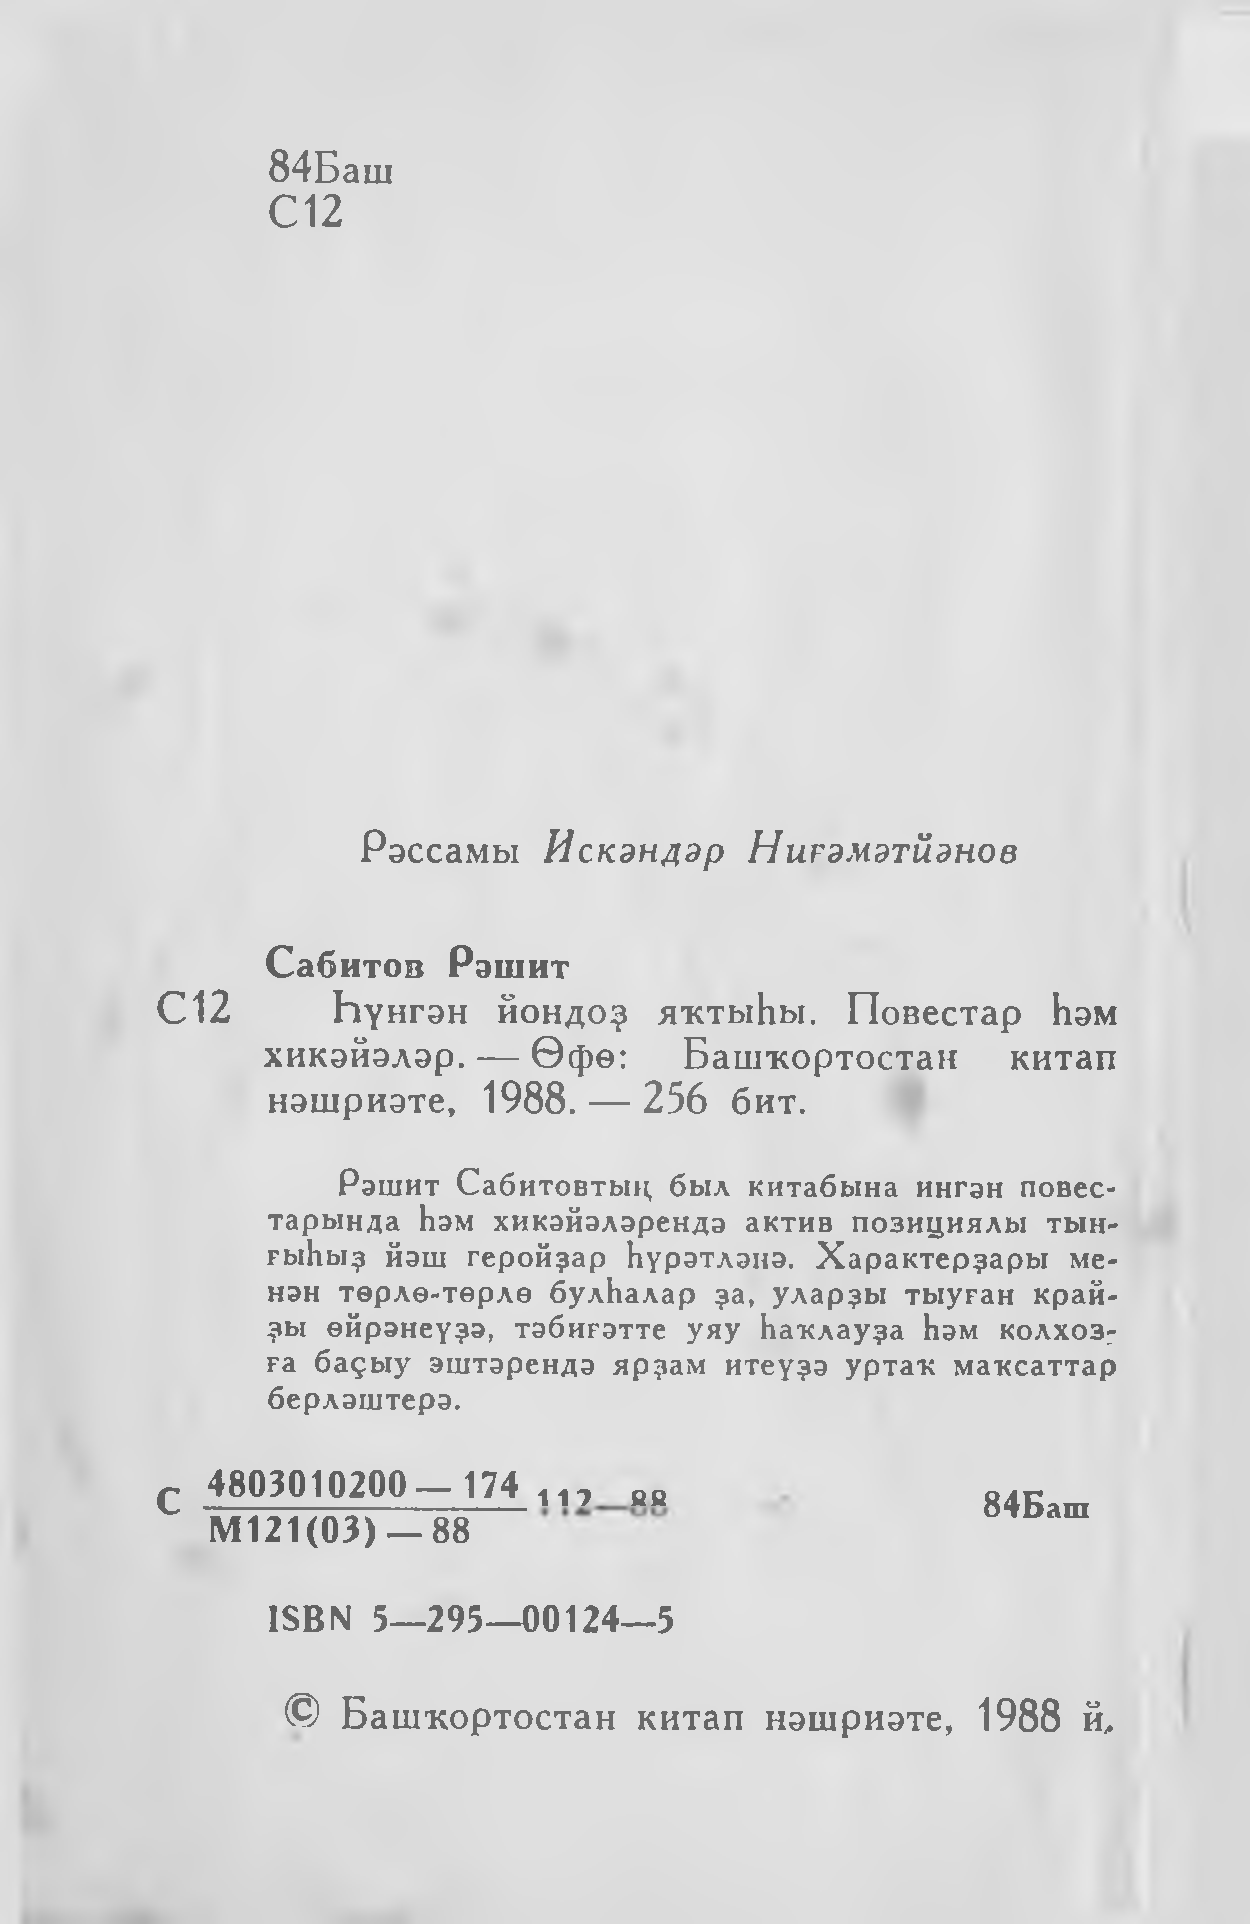 84Баш
С12
Рәссамы Искәндәр Ниғәмәтйәнов
Сабитов Рәшит
С12 Һүнгән йондоҙ яҡтыһы. Повестар һәм
хикәйәләр. — Өфө: Башҡортостан китап
нәшриәте, 1988. — 256 бит.
Рәшит Сабитовтың был китабына ингән повес-
тарында һәм хикәйәләрендә актив позициялы тын-
ғыһыҙ йәш геройҙар һүрәтләнә. Характерҙары ме-
нән төрлө-төрлө булһалар ҙа, уларҙы тыуған край-
ҙы өйрәнеүҙә, тәбиғәтте уяу һаҡлауҙа һәм колхоз-
ға баҫыу эштәрендә ярҙам итеүҙә уртаҡ маҡсаттар
берләштерә.
С 4803010200 — 174 112—88 84Баш
М121(03) — 88
ISBN 5—295—00124—5
© Башҡортостан китап нәшриәте, 1988 й.